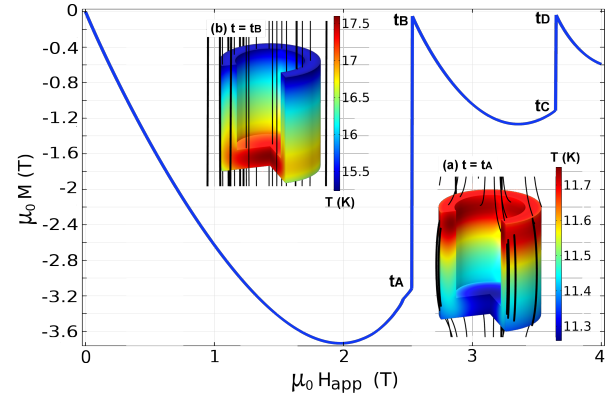 0
-0.4
-0.8
-1.2
-1.6
-2
-2.4
-2.8
-3.2
-3.6
μ₀ M (T)
0
1
2
3
4
μ₀ Happ (T)
tA
tB
tC
tD
(b) t = tB
17.5
17
16.5
16
15.5
T (K)
(a) t = tA
T (K)
11.7
11.6
11.5
11.4
11.3